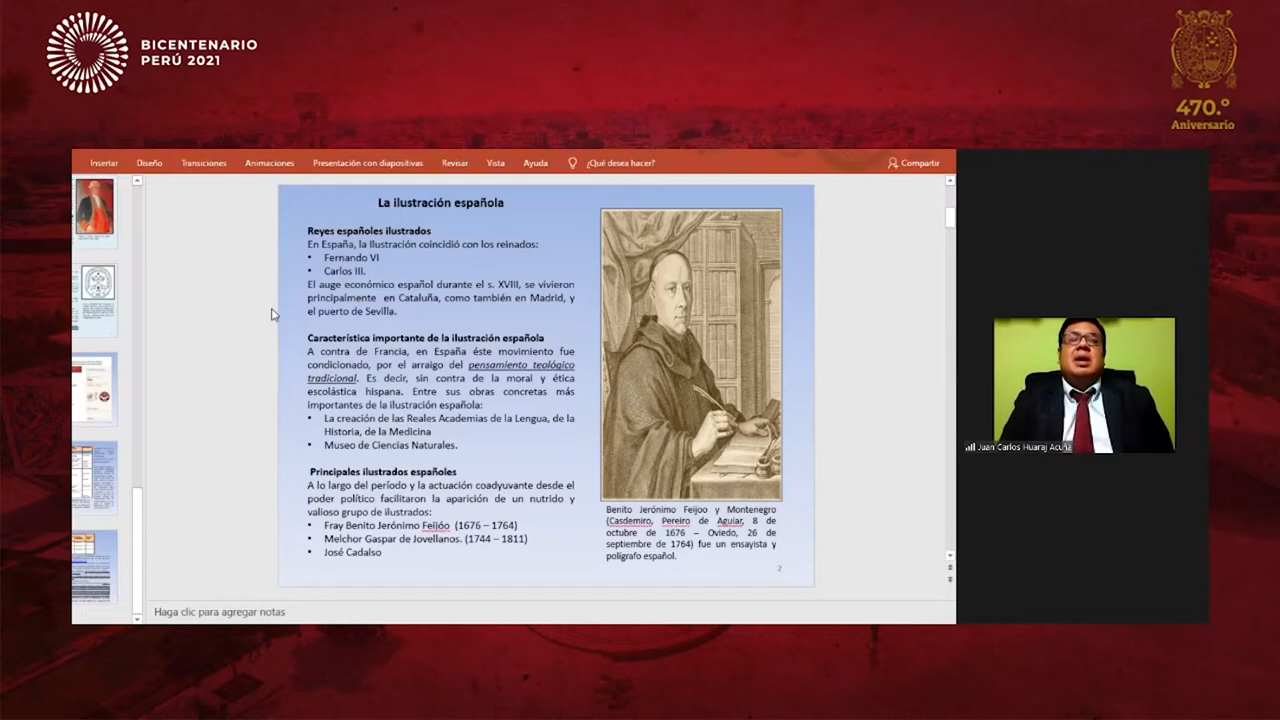 BICENTENARIO
PERÚ 2021
470.°
Aniversario
Insertar Diseño Transiciones Animaciones Presentación con diapositivas Revisar Vista Ayuda ¿Qué desea hacer? Compartir
La ilustración española
Reyes españoles ilustrados
En España, la Ilustración coincidió con los reinados:
• Fernando VI
• Carlos III.
El auge económico español durante el s. XVIII, se vivieron
principalmente en Cataluña, como también en Madrid, y
el puerto de Sevilla.
Característica importante de la ilustración española
A contra de Francia, en España éste movimiento fue
condicionado, por el arraigo del pensamiento teológico
tradicional. Es decir, sin contra de la moral y ética
escolástica hispana. Entre sus obras concretas más
importantes de la ilustración española:
• La creación de las Reales Academias de la Lengua, de la
Historia, de la Medicina
• Museo de Ciencias Naturales.
Principales ilustrados españoles
A lo largo del período y la actuación coadyuvante desde el
poder político facilitaron la aparición de un nutrido y
valioso grupo de ilustrados:
• Fray Benito Jerónimo Feijóo (1676 – 1764)
• Melchor Gaspar de Jovellanos. (1744 – 1811)
• José Cadalso
Benito Jerónimo Feijoo y Montenegro
(Casdemiro, Pereiro de Aguiar, 8 de
octubre de 1676 – Oviedo, 26 de
septiembre de 1764) fue un ensayista y
polígrafo español.
2
Haga clic para agregar notas
Juan Carlos Huaraj Acuña